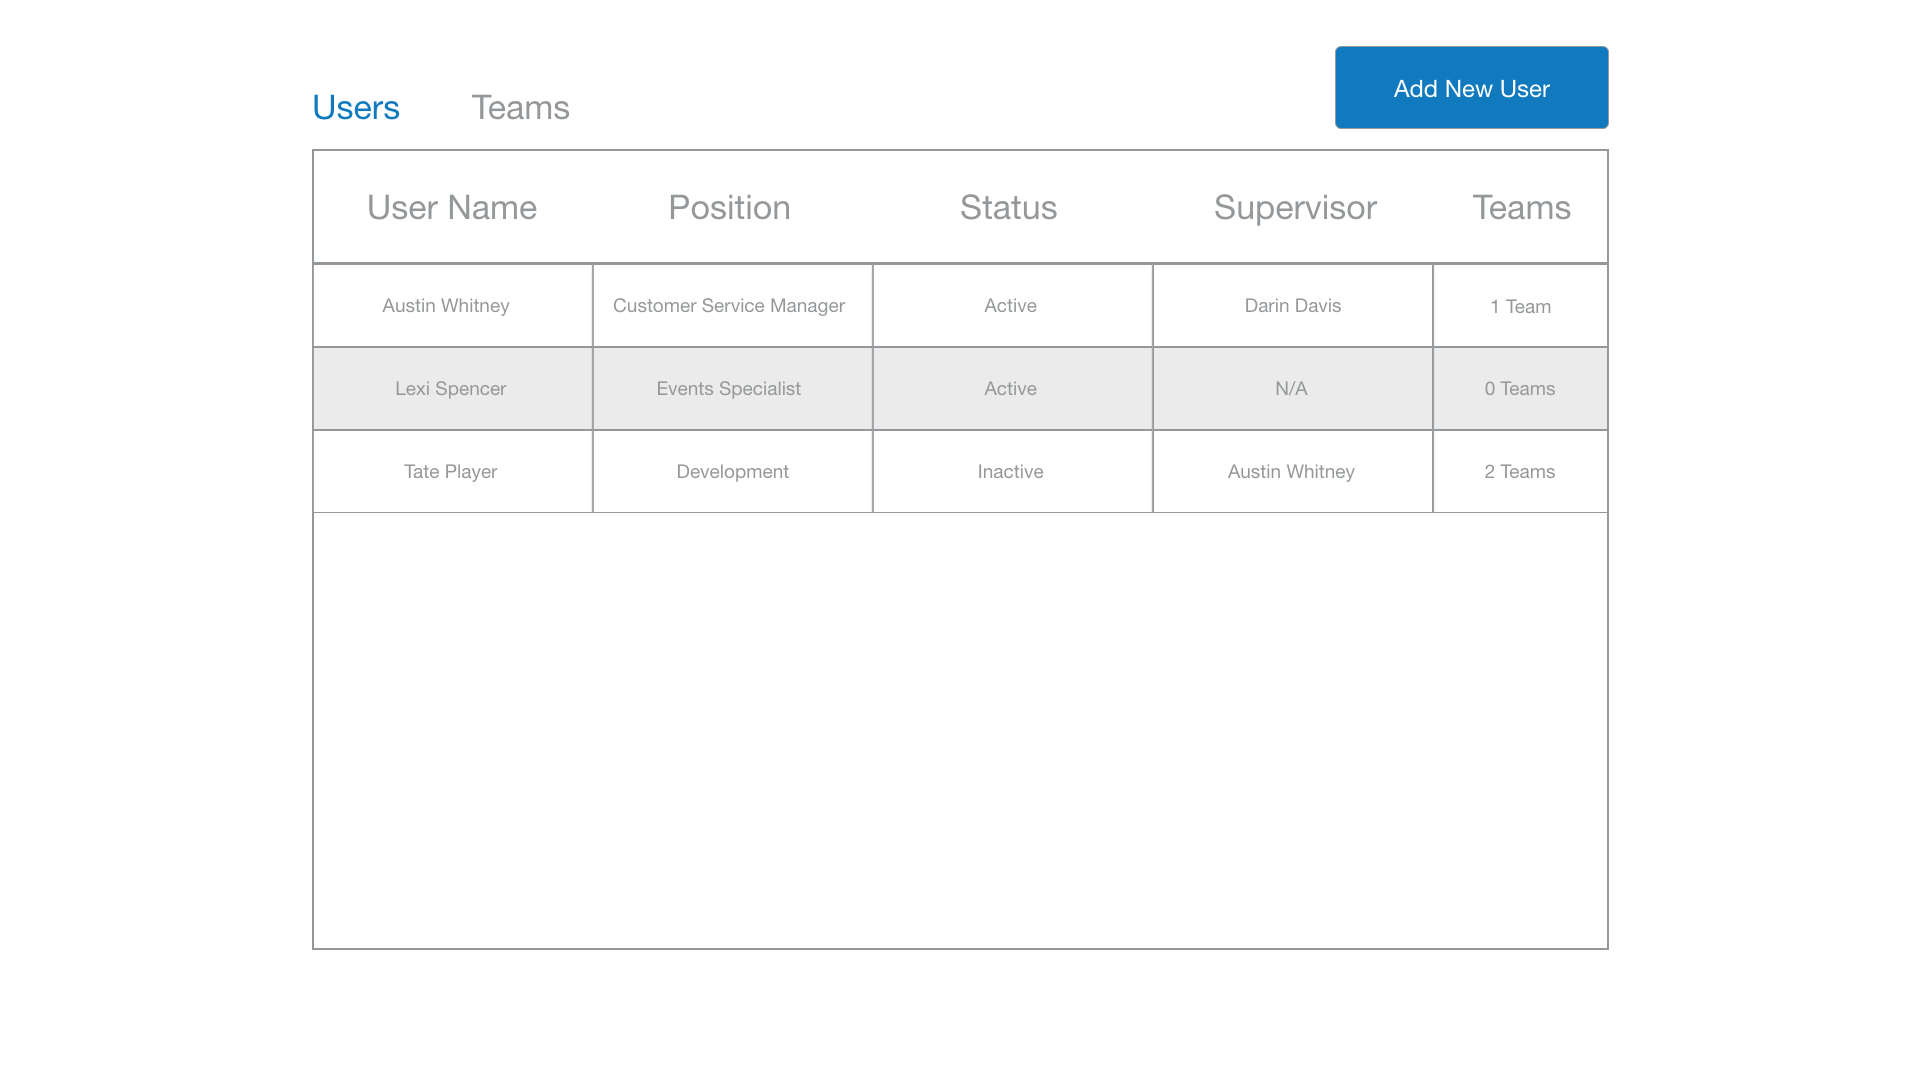 Add New User
Users Teams
User Name Position Status Supervisor Teams
Austin Whitney Customer Service Manager Active Darin Davis 1 Team
Lexi Spencer Events Specialist Active N/A 0 Teams
Tate Player Development Inactive Austin Whitney 2 Teams